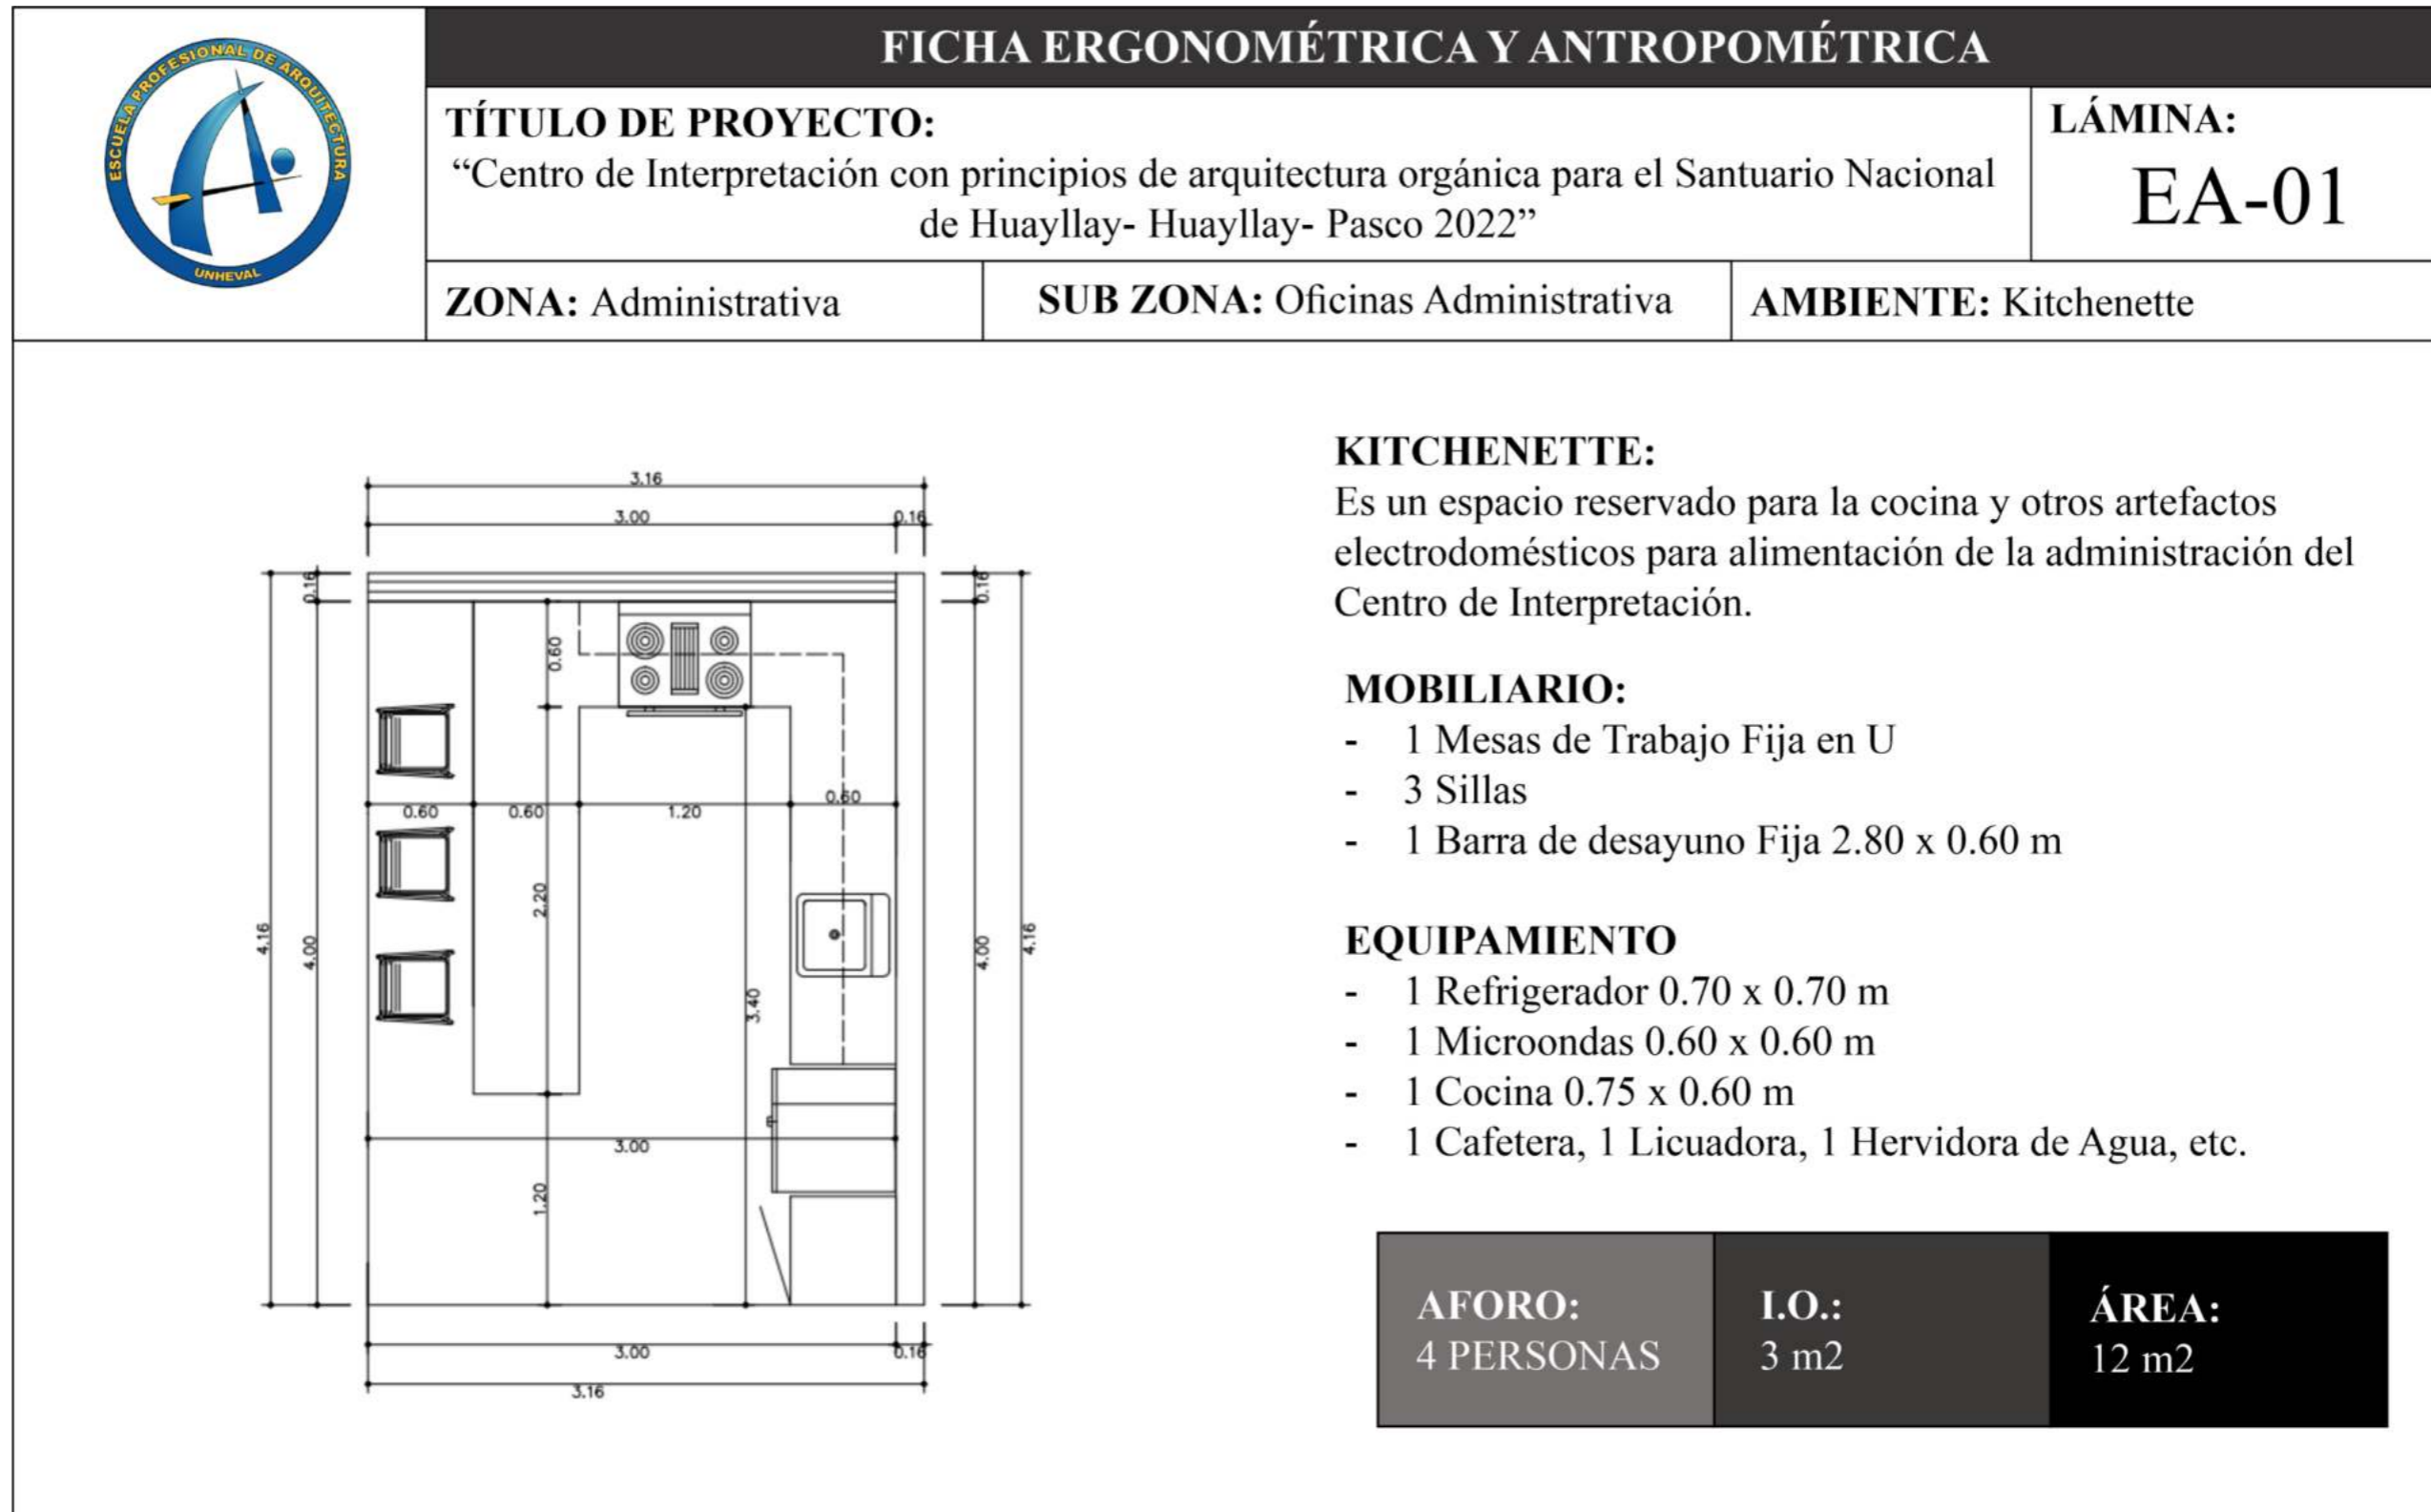 FICHA ERGONOMÉTRICA Y ANTROPOMÉTRICA
ESCUELA PROFESIONAL DE ARQUITECTURA
UNHEVAL
TÍTULO DE PROYECTO:
“Centro de Interpretación con principios de arquitectura orgánica para el Santuario Nacional
de Huayllay- Huayllay- Pasco 2022”
LÁMINA:
EA-01
ZONA: Administrativa
SUB ZONA: Oficinas Administrativa
AMBIENTE: Kitchenette
3.16
3.00
0.16
0.16
0.16
0.60
0.60
0.60
1.20
0.60
2.20
4.16
4.00
3.40
4.00
4.16
3.00
1.20
3.00
0.16
3.16
KITCHENETTE:
Es un espacio reservado para la cocina y otros artefactos
electrodomésticos para alimentación de la administración del
Centro de Interpretación.
MOBILIARIO:
- 1 Mesas de Trabajo Fija en U
- 3 Sillas
- 1 Barra de desayuno Fija 2.80 x 0.60 m
EQUIPAMIENTO
- 1 Refrigerador 0.70 x 0.70 m
- 1 Microondas 0.60 x 0.60 m
- 1 Cocina 0.75 x 0.60 m
- 1 Cafetera, 1 Licuadora, 1 Hervidora de Agua, etc.
AFORO:
4 PERSONAS
I.O.:
3 m2
ÁREA:
12 m2